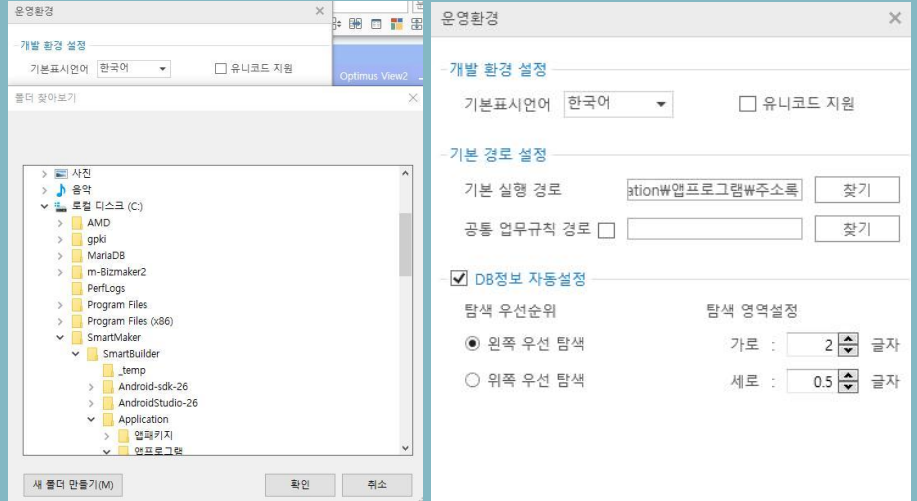 운영환경
개발 환경 설정
기본표시언어 한국어 유니코드 지원
Optimus View2
폴더 찾아보기
사진
음악
로컬 디스크 (C:)
AMD
gpki
MariaDB
m-Bizmaker2
PerfLogs
Program Files
Program Files (x86)
SmartMaker
SmartBuilder
_temp
Android-sdk-26
AndroidStudio-26
Application
앱패키지
앱프로그램
새 폴더 만들기(M) 확인 취소
운영환경
개발 환경 설정
기본표시언어 한국어 유니코드 지원
기본 경로 설정
기본 실행 경로 ation₩앱프로그램₩주소록 찾기
공통 업무규칙 경로 찾기
DB정보 자동설정
탐색 우선순위 탐색 영역설정
왼쪽 우선 탐색 가로 : 2 글자
위쪽 우선 탐색 세로 : 0.5 글자